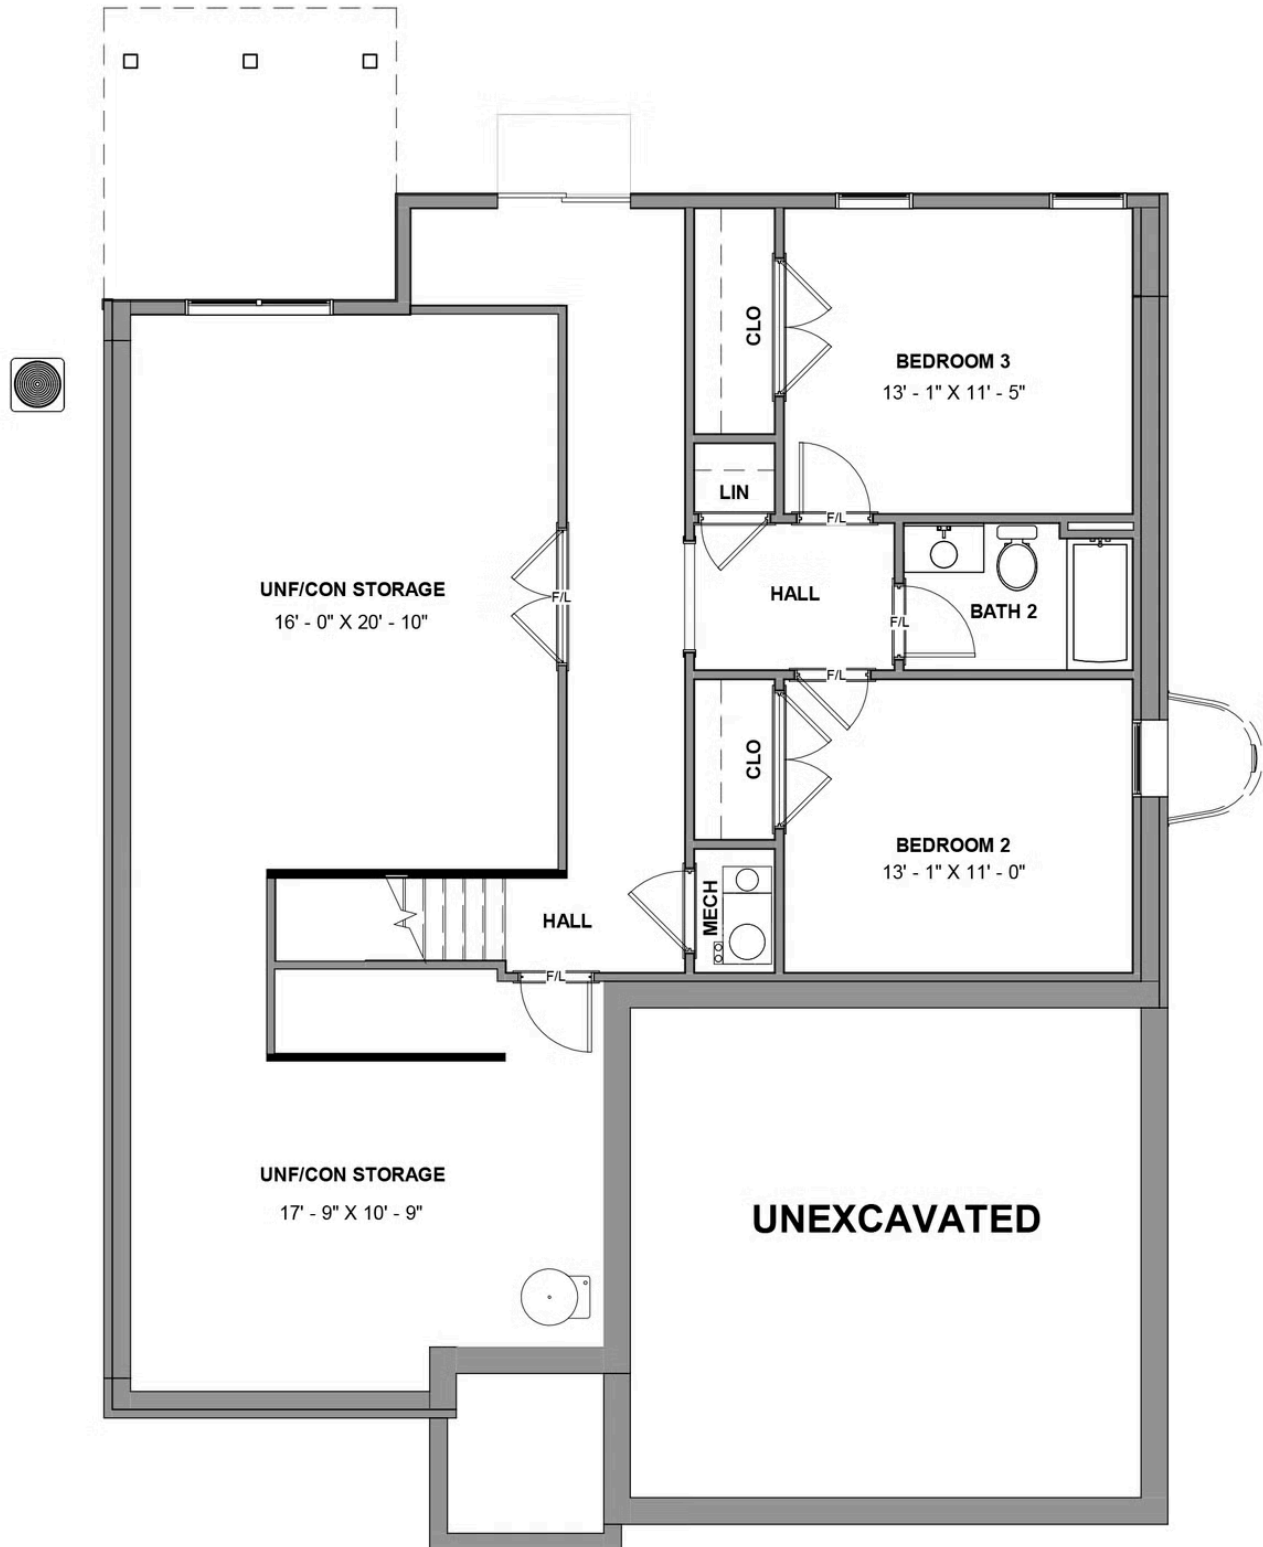 CLO
BEDROOM 3
13' - 1" X 11' - 5"
LIN
F/L
UNF/CON STORAGE
16' - 0" X 20' - 10"
F/L
HALL
F/L
BATH 2
F/L
CLO
BEDROOM 2
13' - 1" X 11' - 0"
MECH
HALL
F/L
UNF/CON STORAGE
17' - 9" X 10' - 9"
UNEXCAVATED